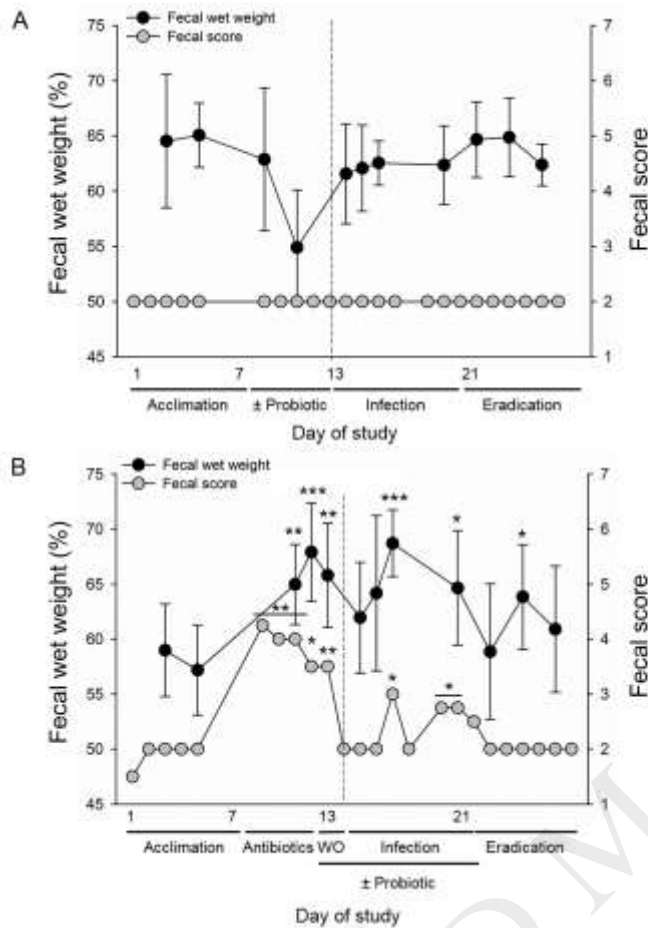 A
Fecal wet weight
Fecal score
75
70
65
60
55
50
45
7
6
5
4
3
2
1
Fecal wet weight (%)
Fecal score
1 7 13 21
Acclimation ± Probiotic Infection Eradication
Day of study
B
Fecal wet weight
Fecal score
75
70
65
60
55
50
45
7
6
5
4
3
2
1
Fecal wet weight (%)
Fecal score
*** ** ** *** * *
** * ** * *
1 7 13 21
Acclimation Antibiotics WO Infection Eradication
± Probiotic
Day of study
OM